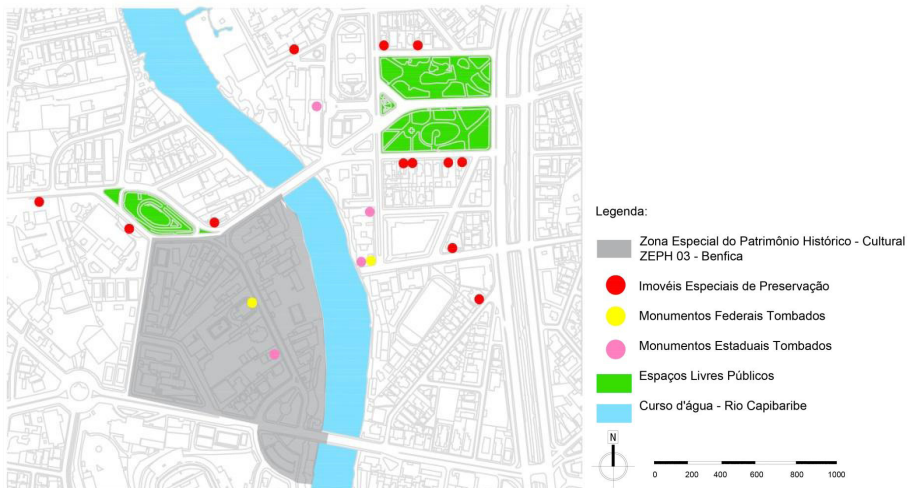 Legenda:
Zona Especial do Patrimônio Histórico - Cultural
ZEPH 03 - Benfica
Imovéis Especiais de Preservação
Monumentos Federais Tombados
Monumentos Estaduais Tombados
Espaços Livres Públicos
Curso d'água - Rio Capibaribe
N
0 200 400 600 800 1000